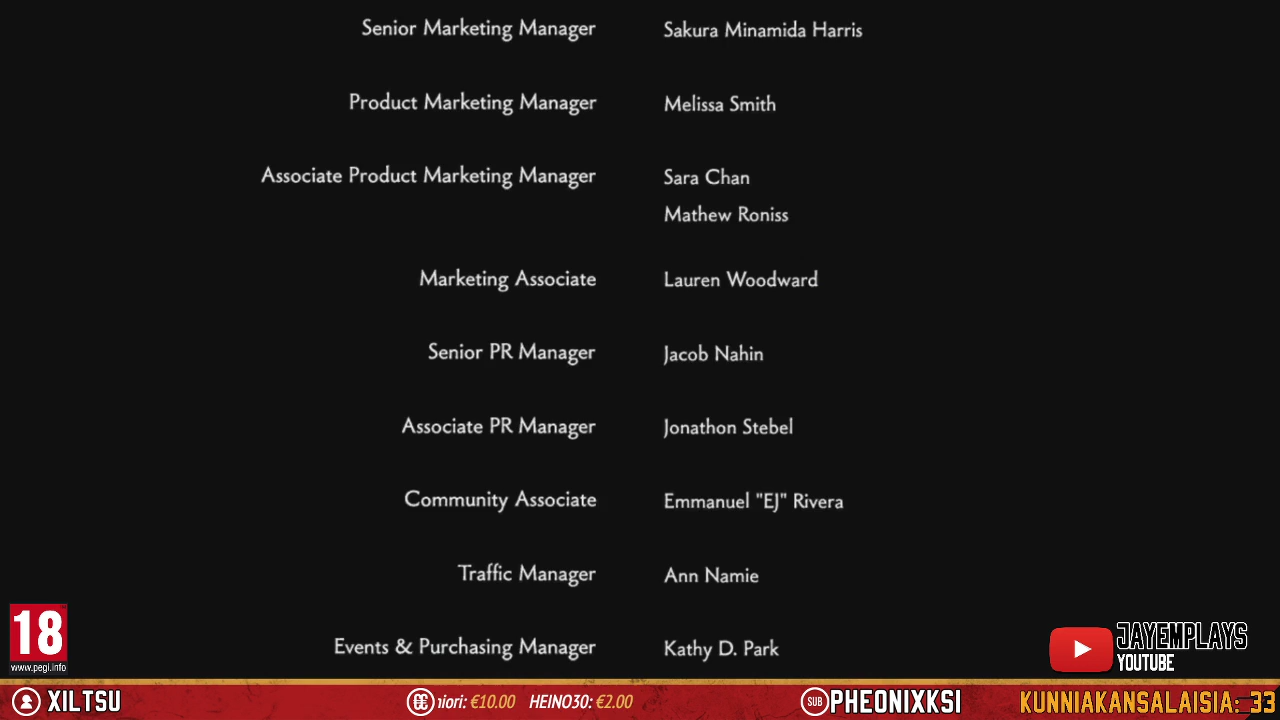 Senior Marketing Manager Sakura Minamida Harris
Product Marketing Manager Melissa Smith
Associate Product Marketing Manager Sara Chan
Mathew Roniss
Marketing Associate Lauren Woodward
Senior PR Manager Jacob Nahin
Associate PR Manager Jonathon Stebel
Community Associate Emmanuel "EJ" Rivera
Traffic Manager Ann Namie
Events & Purchasing Manager Kathy D. Park
18
www.pegi.info
JAYEMPLAYS
YOUTUBE
XILTSU iori: €10.00 HEINO30: €2.00 SUB PHEONIXKSI KUNNIAKANSALAISIA: 33